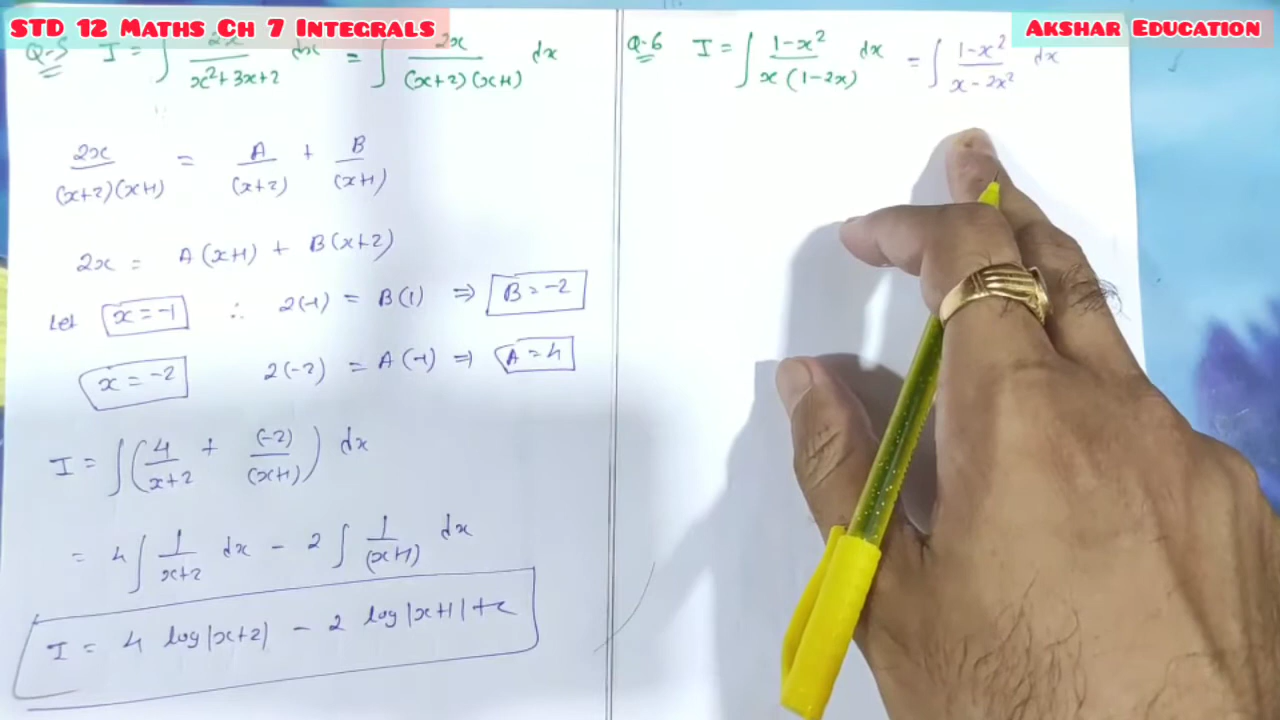 STD 12 Maths Ch 7 Integrals
Akshar Education
Q-5 I = ∫ 2x/(x²+3x+2) dx = ∫ 2x/((x+2)(x+1)) dx
2x/((x+2)(x+1)) = A/(x+2) + B/(x+1)
2x = A(x+1) + B(x+2)
Let x=-1 ∴ 2(-1) = B(1) ⇒ B=-2
x=-2 2(-2) = A(-1) ⇒ A=4
I = ∫(4/(x+2) + (-2)/(x+1)) dx
= 4∫ 1/(x+2) dx - 2∫ 1/(x+1) dx
I = 4 log|x+2| - 2 log|x+1|+c
Q-6 I = ∫ (1-x²)/(x(1-2x)) dx = ∫ (1-x²)/(x-2x²) dx